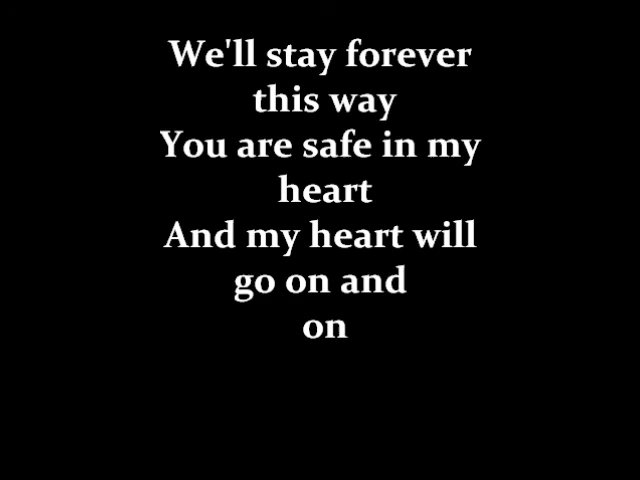 We'll stay forever
this way
You are safe in my
heart
And my heart will
go on and
on